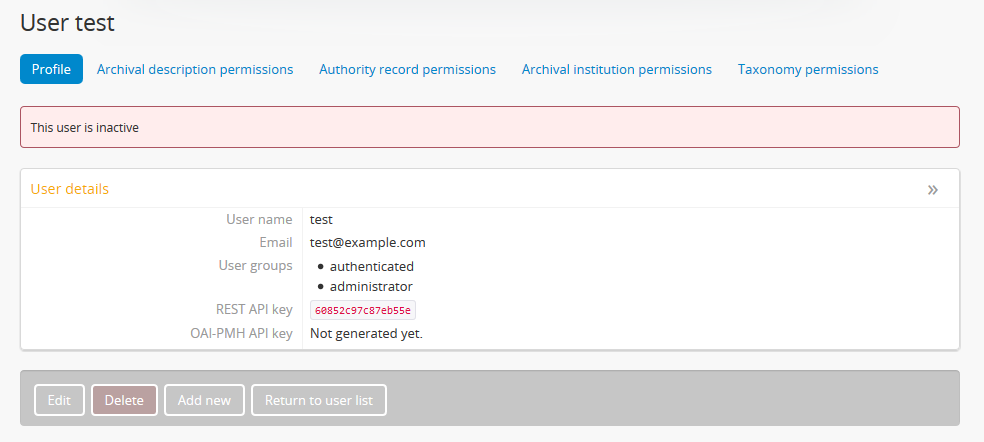 User test
Profile Archival description permissions Authority record permissions Archival institution permissions Taxonomy permissions
This user is inactive
User details »
User name test
Email test@example.com
User groups • authenticated
• administrator
REST API key 60852c97c87eb55e
OAI-PMH API key Not generated yet.
Edit Delete Add new Return to user list